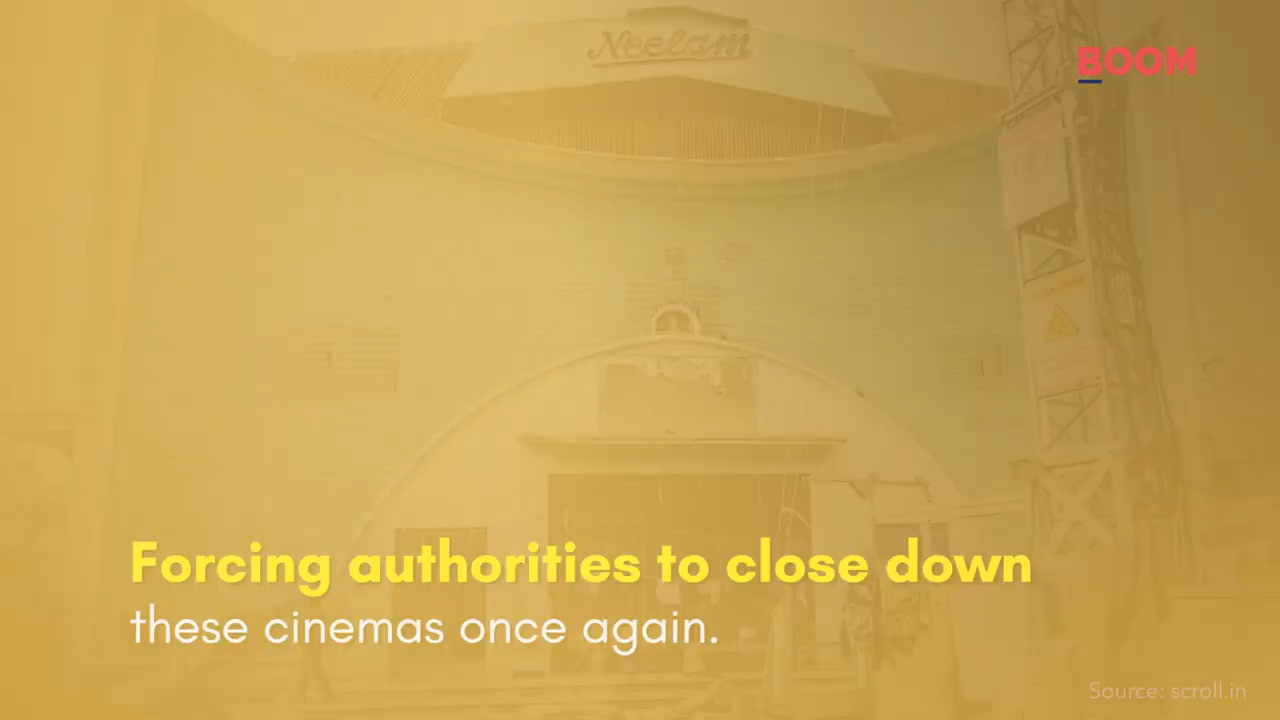 Neelam
BOOM
Forcing authorities to close down
these cinemas once again.
Source: scroll.in